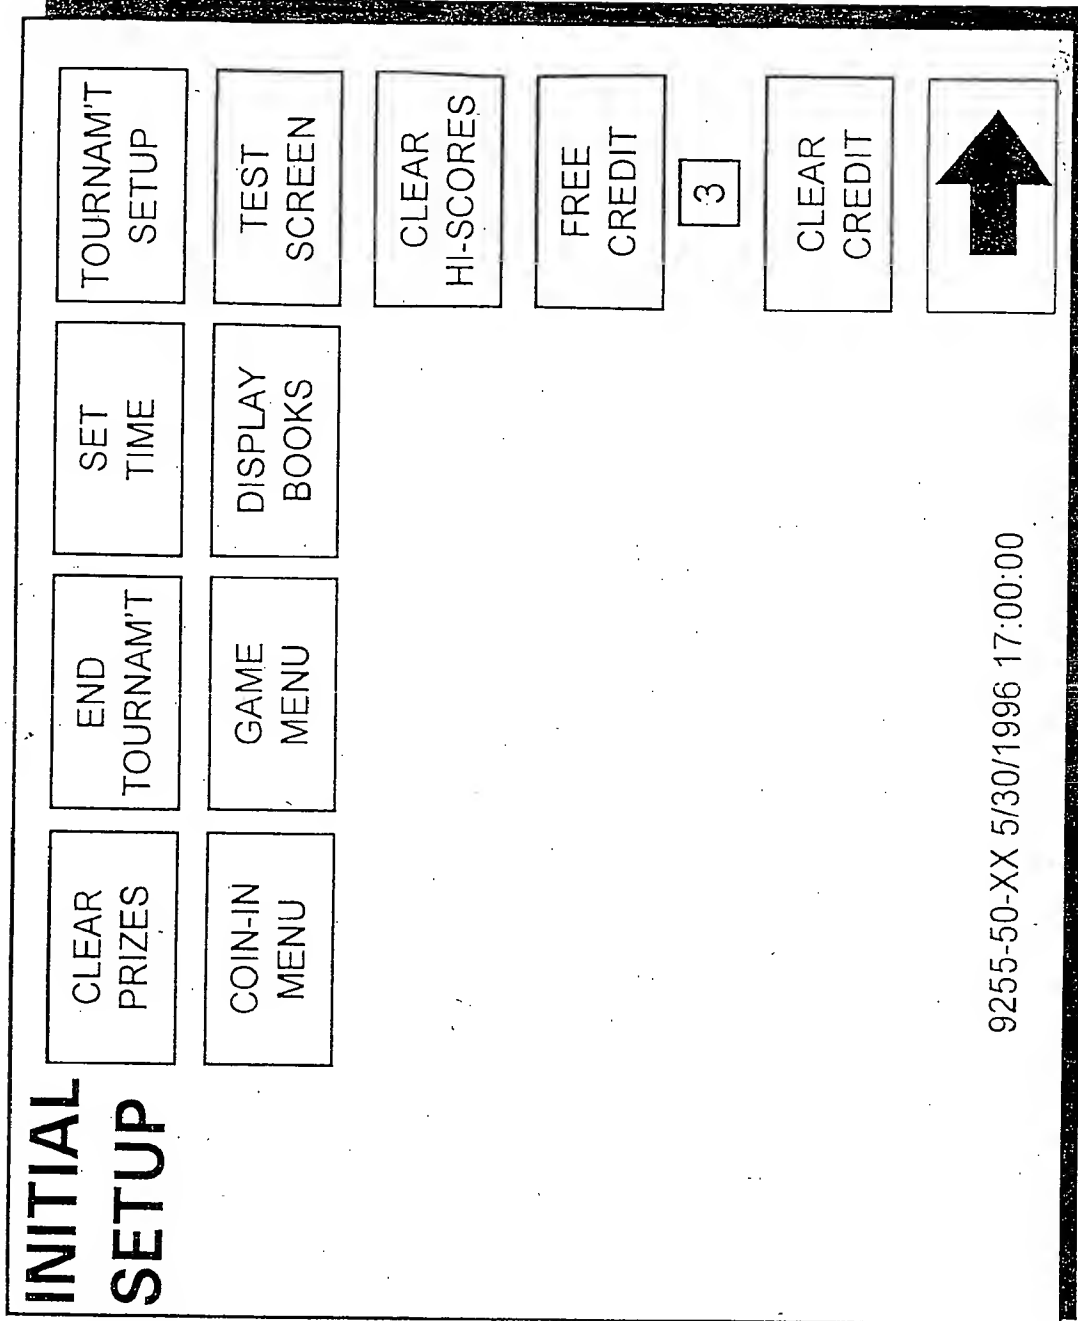 INITIAL
SETUP
CLEAR
PRIZES
END
TOURNAM'T
SET
TIME
TOURNAM'T
SETUP
COIN-IN
MENU
GAME
MENU
DISPLAY
BOOKS
TEST
SCREEN
CLEAR
HI-SCORES
FREE
CREDIT
3
CLEAR
CREDIT
9255-50-XX 5/30/1996 17:00:00